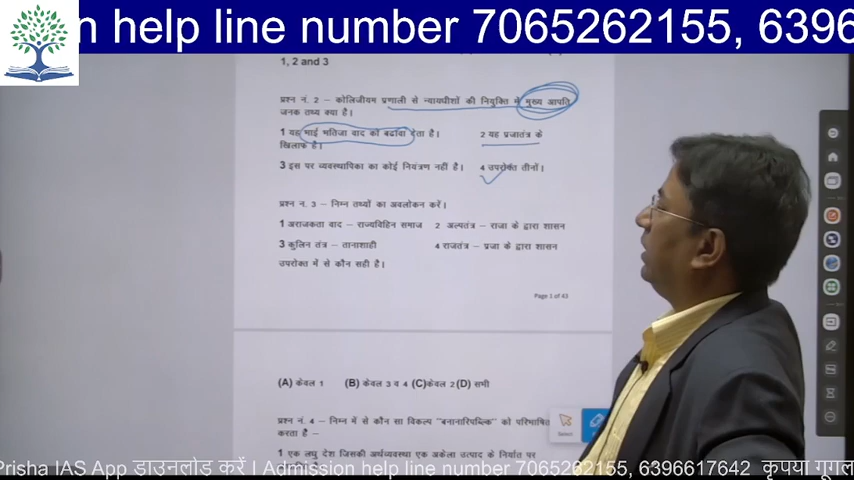 n help line number 7065262155, 6396
1, 2 and 3
प्रश्न नं. 2 – कोलिजीयम प्रणाली से न्यायधीशों की नियुक्ति में मुख्य आपत्ति
जनक तथ्य क्या है।
1 यह भाई भतिजा वाद को बढ़ावा देता है। 2 यह प्रजातंत्र के
खिलाफ है।
3 इस पर व्यवस्थापिका का कोई नियंत्रण नहीं है। 4 उपरोक्त तीनों।
प्रश्न नं. 3 – निम्न तथ्यों का अवलोकन करें।
1 अराजकता वाद – राज्यविहिन समाज 2 अल्पतंत्र – राजा के द्वारा शासन
3 कुलिन तंत्र – तानाशाही 4 राजतंत्र – प्रजा के द्वारा शासन
उपरोक्त में से कौन सही है।
Page 1 of 43
(A) केवल 1 (B) केवल 3 व 4 (C)केवल 2 (D) सभी
प्रश्न नं. 4 – निम्न में से कौन सा विकल्प "बनानारिपब्लिक" को परिभाषित
करता है –
Select
1 एक लघु देश जिसकी अर्थव्यवस्था एक अकेला उत्पाद के निर्यात पर
Prisha IAS App डाउनलोड करें । Admission help line number 7065262155, 6396617642 कृपया गूगल